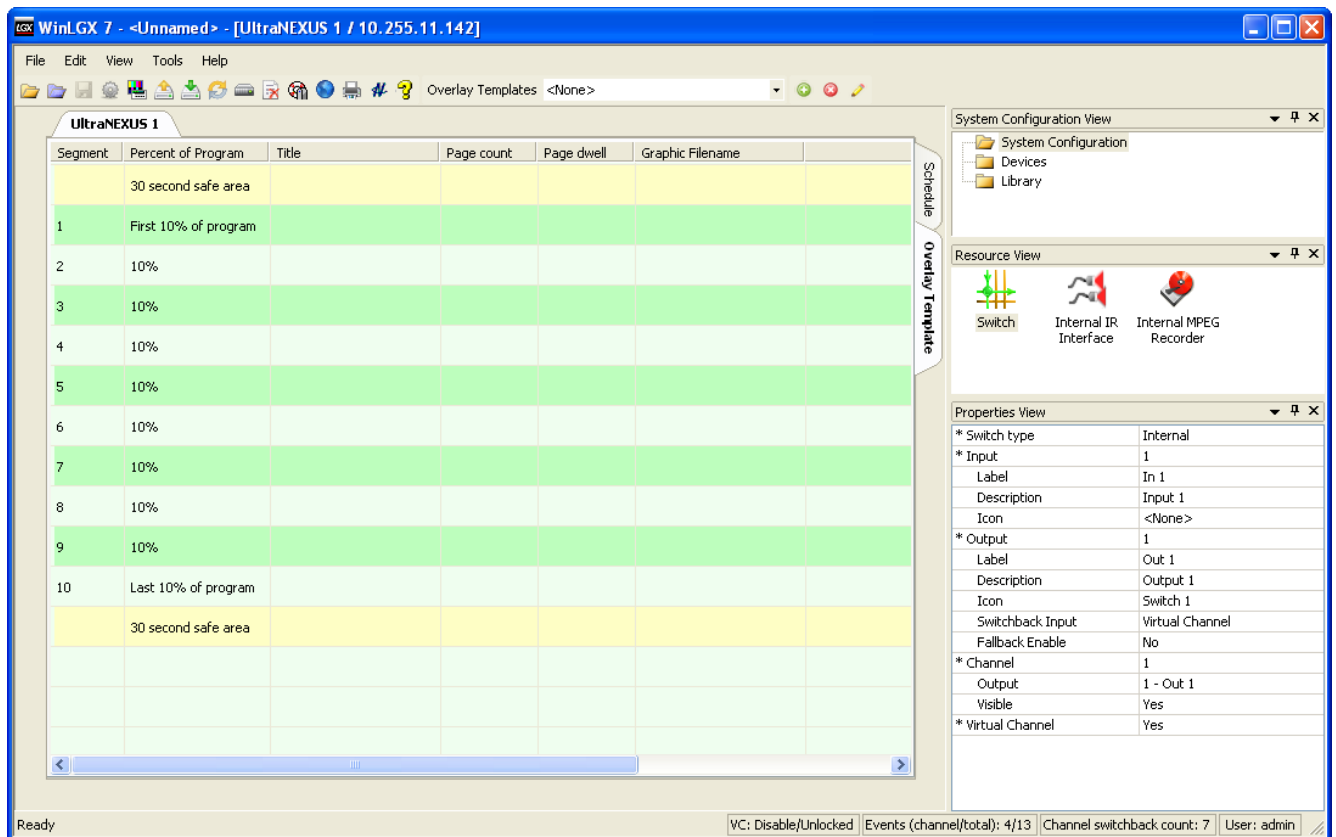 LGX WinLGX 7 - <Unnamed> - [UltraNEXUS 1 / 10.255.11.142]
File Edit View Tools Help
Overlay Templates <None>
UltraNEXUS 1
Segment Percent of Program Title Page count Page dwell Graphic Filename
30 second safe area
1 First 10% of program
2 10%
3 10%
4 10%
5 10%
6 10%
7 10%
8 10%
9 10%
10 Last 10% of program
30 second safe area
Schedule
Overlay Template
System Configuration View
System Configuration
Devices
Library
Resource View
Switch
Internal IR Interface
Internal MPEG Recorder
Properties View
* Switch type Internal
* Input 1
Label In 1
Description Input 1
Icon <None>
* Output 1
Label Out 1
Description Output 1
Icon Switch 1
Switchback Input Virtual Channel
Fallback Enable No
* Channel 1
Output 1 - Out 1
Visible Yes
* Virtual Channel Yes
Ready VC: Disable/Unlocked Events (channel/total): 4/13 Channel switchback count: 7 User: admin